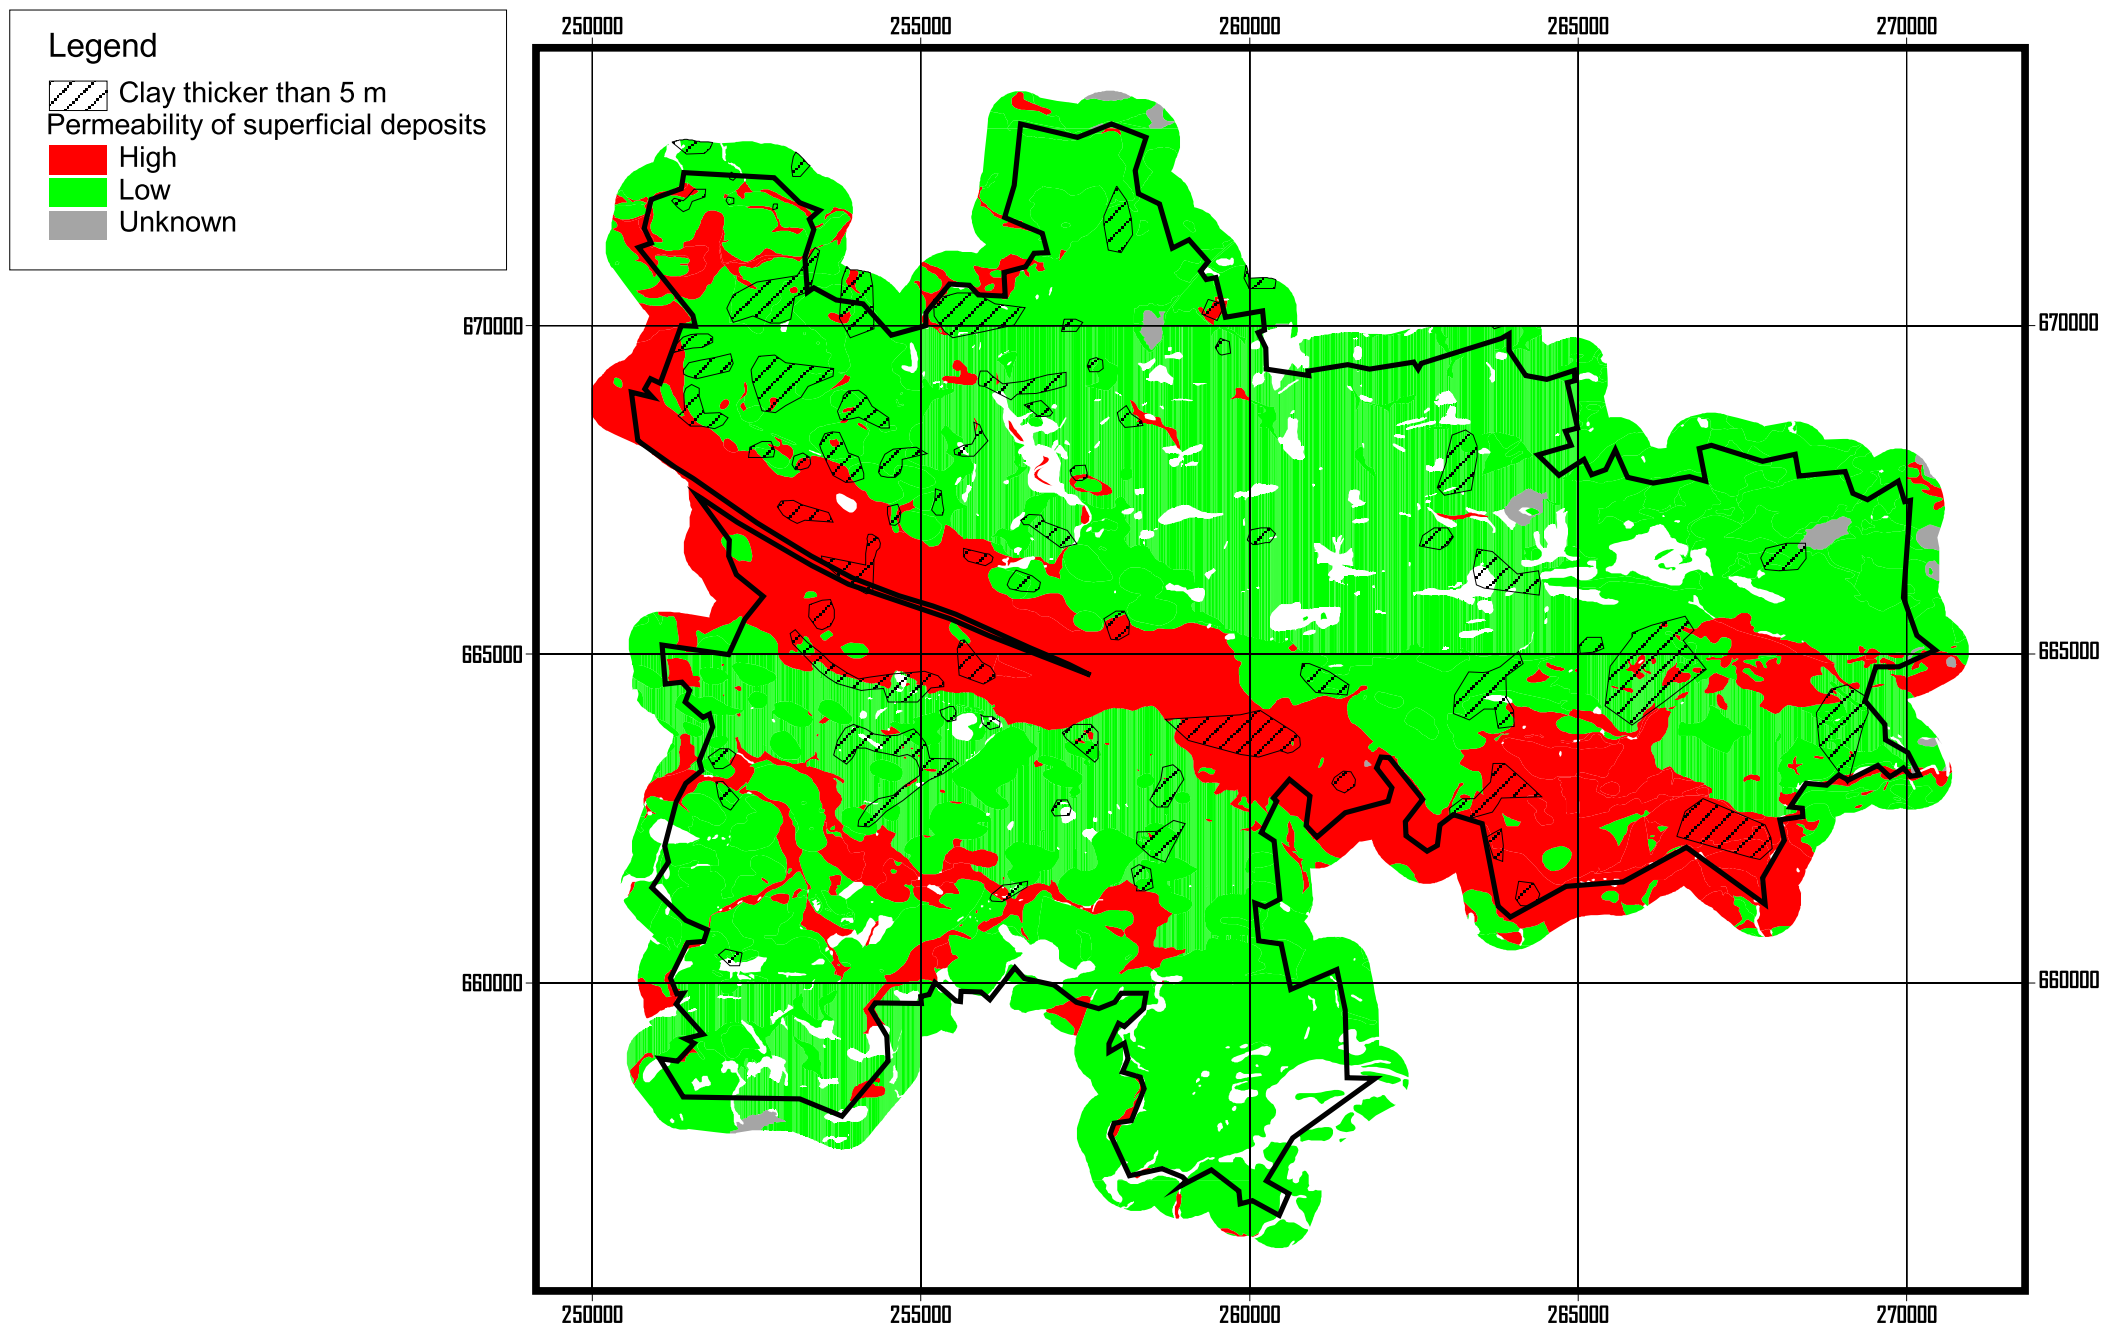 Legend
Clay thicker than 5 m
Permeability of superficial deposits
High
Low
Unknown
250000 255000 260000 265000 270000
670000 670000
665000 665000
660000 660000
250000 255000 260000 265000 270000